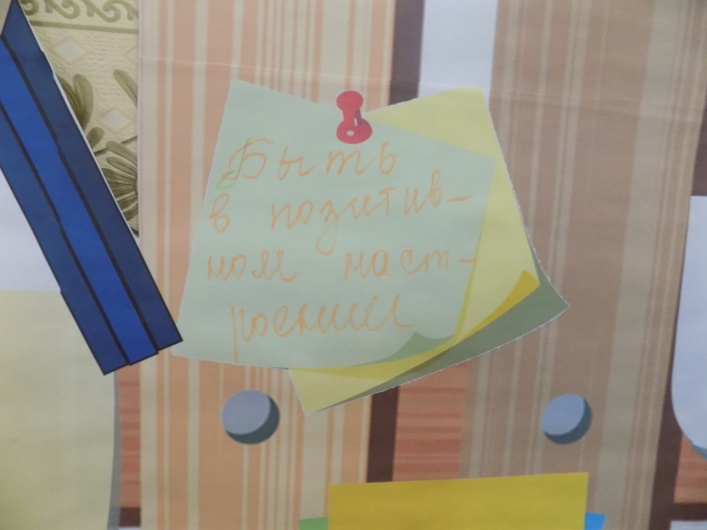 Быть
в позитив-
ном наст-
роении